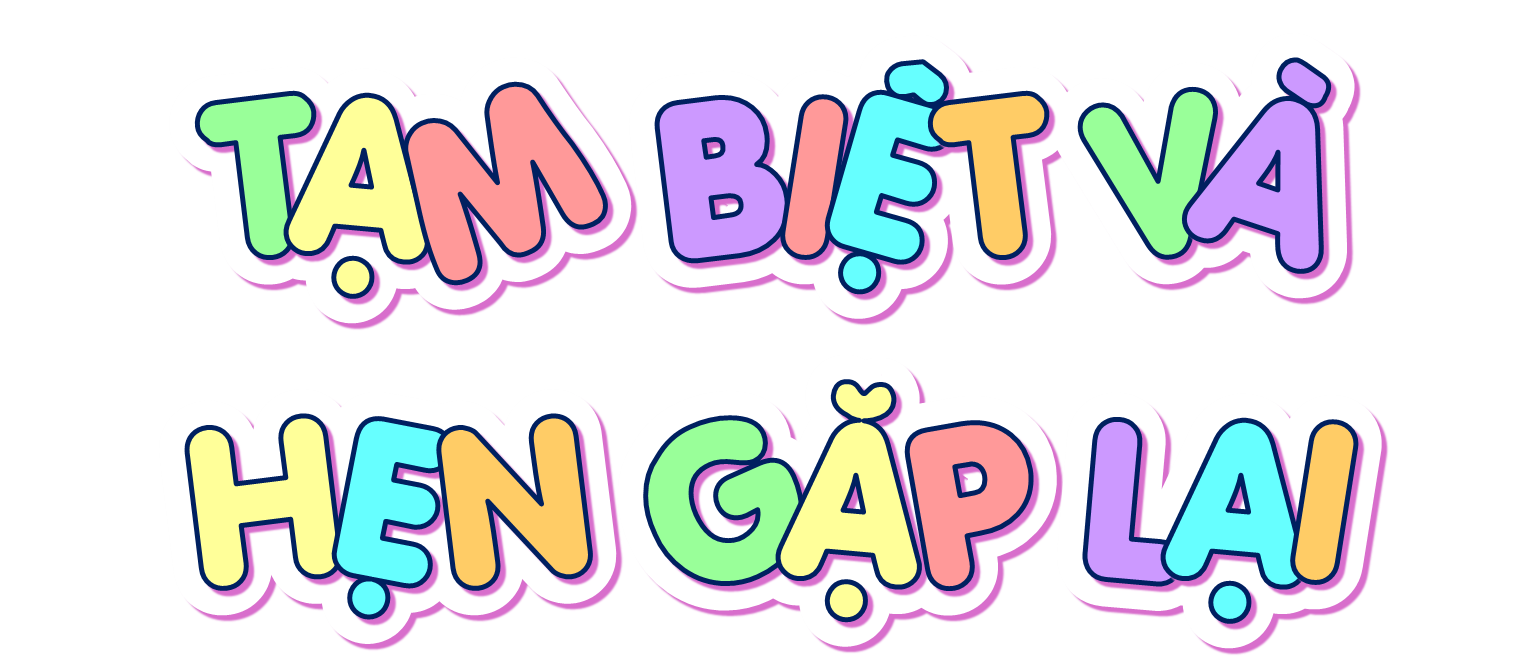 TẠM BIỆT VÀ
HẸN GẶP LẠI